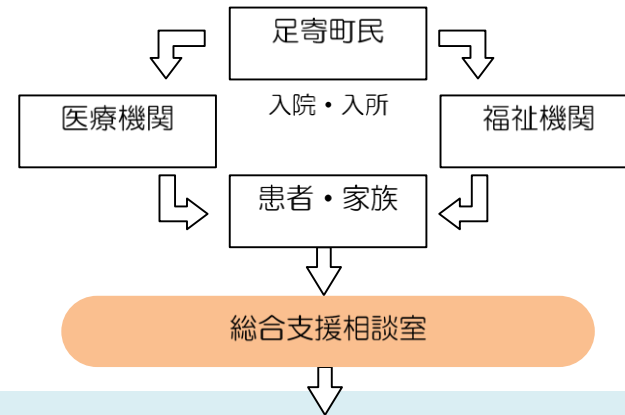 足寄町民
入院・入所
医療機関
福祉機関
患者・家族
総合支援相談室